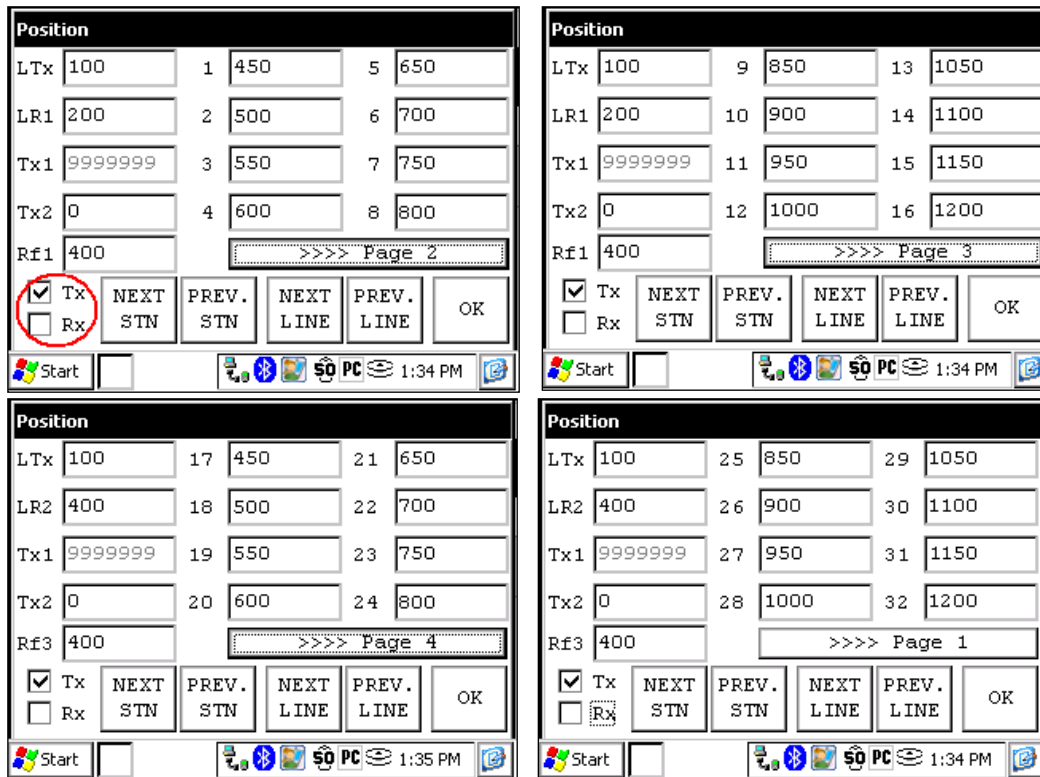 Position
LTx 100 1 450 5 650
LR1 200 2 500 6 700
Tx1 9999999 3 550 7 750
Tx2 0 4 600 8 800
Rf1 400 >>>> Page 2
Tx Rx NEXT STN PREV. STN NEXT LINE PREV. LINE OK
Start SQ PC 1:34 PM
Position
LTx 100 9 850 13 1050
LR1 200 10 900 14 1100
Tx1 9999999 11 950 15 1150
Tx2 0 12 1000 16 1200
Rf1 400 >>>> Page 3
Tx Rx NEXT STN PREV. STN NEXT LINE PREV. LINE OK
Start SQ PC 1:34 PM
Position
LTx 100 17 450 21 650
LR2 400 18 500 22 700
Tx1 9999999 19 550 23 750
Tx2 0 20 600 24 800
Rf3 400 >>>> Page 4
Tx Rx NEXT STN PREV. STN NEXT LINE PREV. LINE OK
Start SQ PC 1:35 PM
Position
LTx 100 25 850 29 1050
LR2 400 26 900 30 1100
Tx1 9999999 27 950 31 1150
Tx2 0 28 1000 32 1200
Rf3 400 >>>> Page 1
Tx Rx NEXT STN PREV. STN NEXT LINE PREV. LINE OK
Start SQ PC 1:34 PM